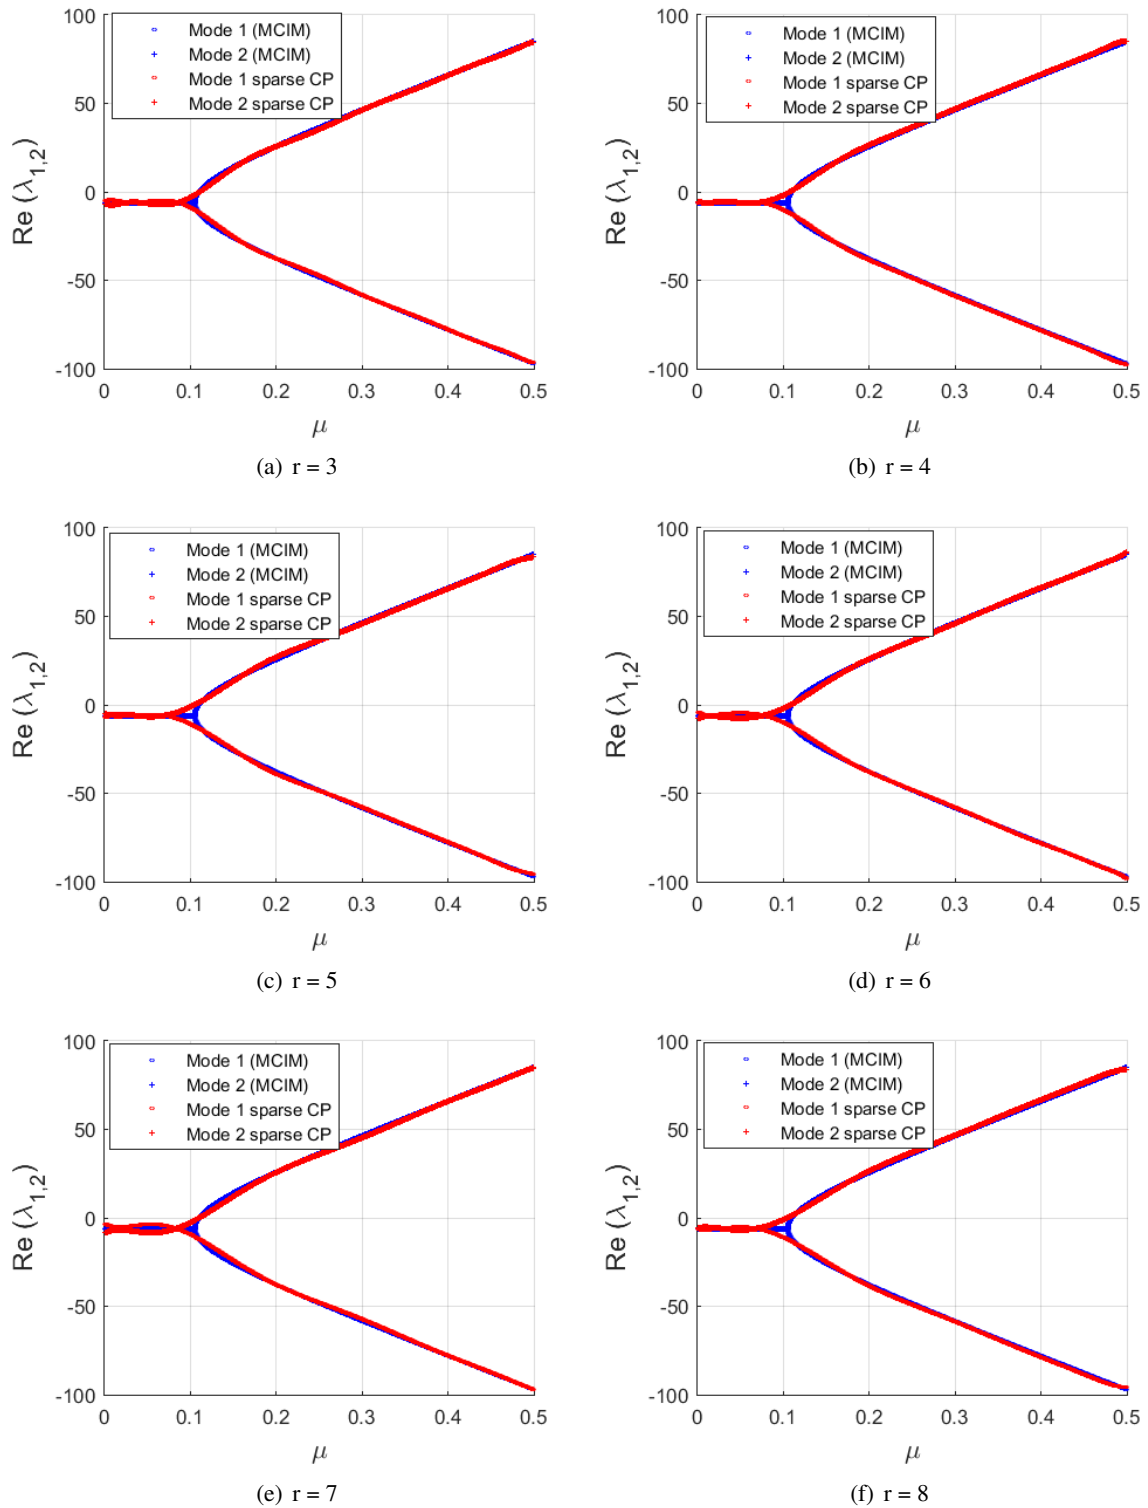 100
50
0
-50
-100
Re (λ1,2)
Mode 1 (MCIM)
Mode 2 (MCIM)
Mode 1 sparse CP
Mode 2 sparse CP
0 0.1 0.2 0.3 0.4 0.5
μ
(a) r = 3
100
50
0
-50
-100
Re (λ1,2)
Mode 1 (MCIM)
Mode 2 (MCIM)
Mode 1 sparse CP
Mode 2 sparse CP
0 0.1 0.2 0.3 0.4 0.5
μ
(b) r = 4
100
50
0
-50
-100
Re (λ1,2)
Mode 1 (MCIM)
Mode 2 (MCIM)
Mode 1 sparse CP
Mode 2 sparse CP
0 0.1 0.2 0.3 0.4 0.5
μ
(c) r = 5
100
50
0
-50
-100
Re (λ1,2)
Mode 1 (MCIM)
Mode 2 (MCIM)
Mode 1 sparse CP
Mode 2 sparse CP
0 0.1 0.2 0.3 0.4 0.5
μ
(d) r = 6
100
50
0
-50
-100
Re (λ1,2)
Mode 1 (MCIM)
Mode 2 (MCIM)
Mode 1 sparse CP
Mode 2 sparse CP
0 0.1 0.2 0.3 0.4 0.5
μ
(e) r = 7
100
50
0
-50
-100
Re (λ1,2)
Mode 1 (MCIM)
Mode 2 (MCIM)
Mode 1 sparse CP
Mode 2 sparse CP
0 0.1 0.2 0.3 0.4 0.5
μ
(f) r = 8